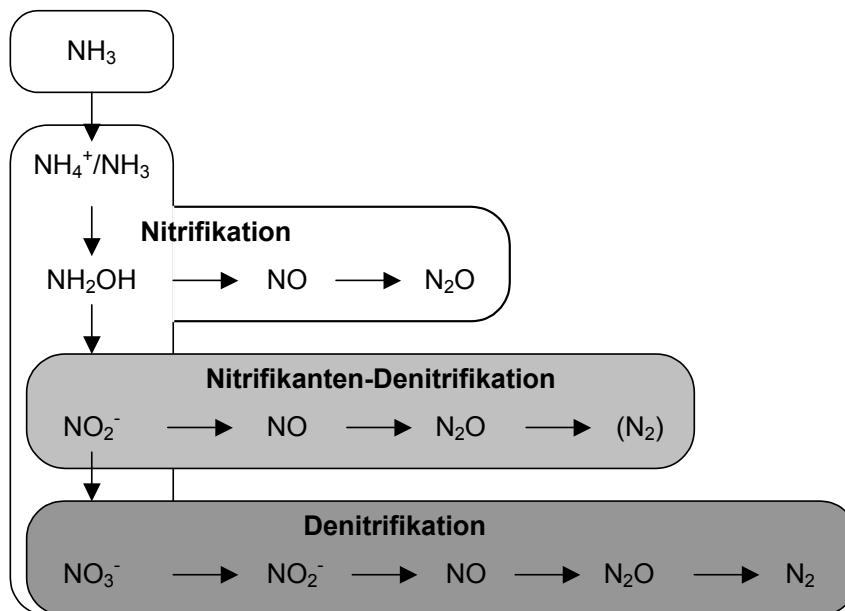 NH₃
NH₄⁺/NH₃
Nitrifikation
NH₂OH NO N₂O
Nitrifikanten-Denitrifikation
NO₂⁻ NO N₂O (N₂)
Denitrifikation
NO₃⁻ NO₂⁻ NO N₂O N₂